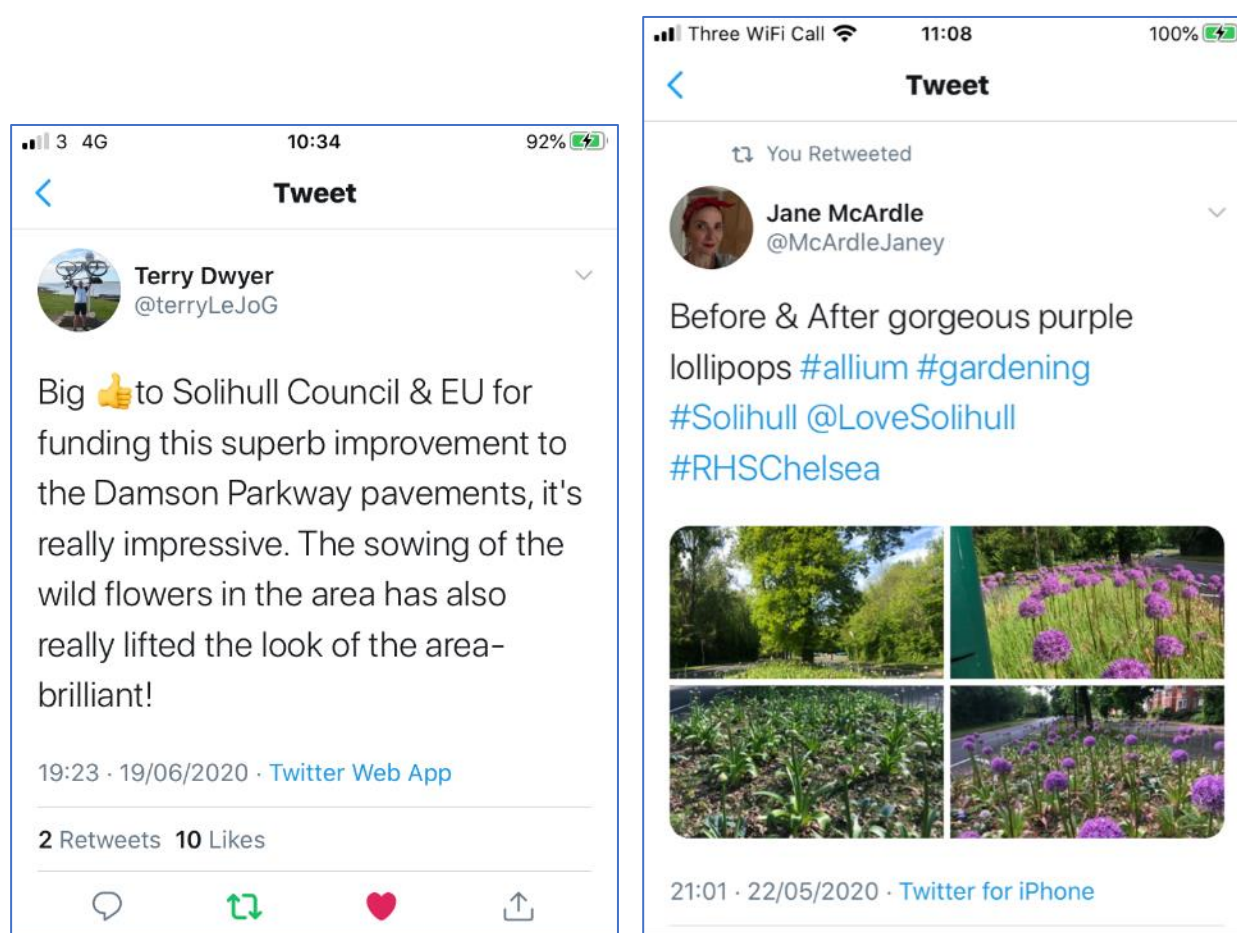 3 4G 10:34 92%
Tweet
Terry Dwyer
@terryLeJoG
Big 👍to Solihull Council & EU for
funding this superb improvement to
the Damson Parkway pavements, it's
really impressive. The sowing of the
wild flowers in the area has also
really lifted the look of the area-
brilliant!
19:23 · 19/06/2020 · Twitter Web App
2 Retweets 10 Likes
Three WiFi Call 11:08 100%
Tweet
You Retweeted
Jane McArdle
@McArdleJaney
Before & After gorgeous purple
lollipops #allium #gardening
#Solihull @LoveSolihull
#RHSChelsea
21:01 · 22/05/2020 · Twitter for iPhone